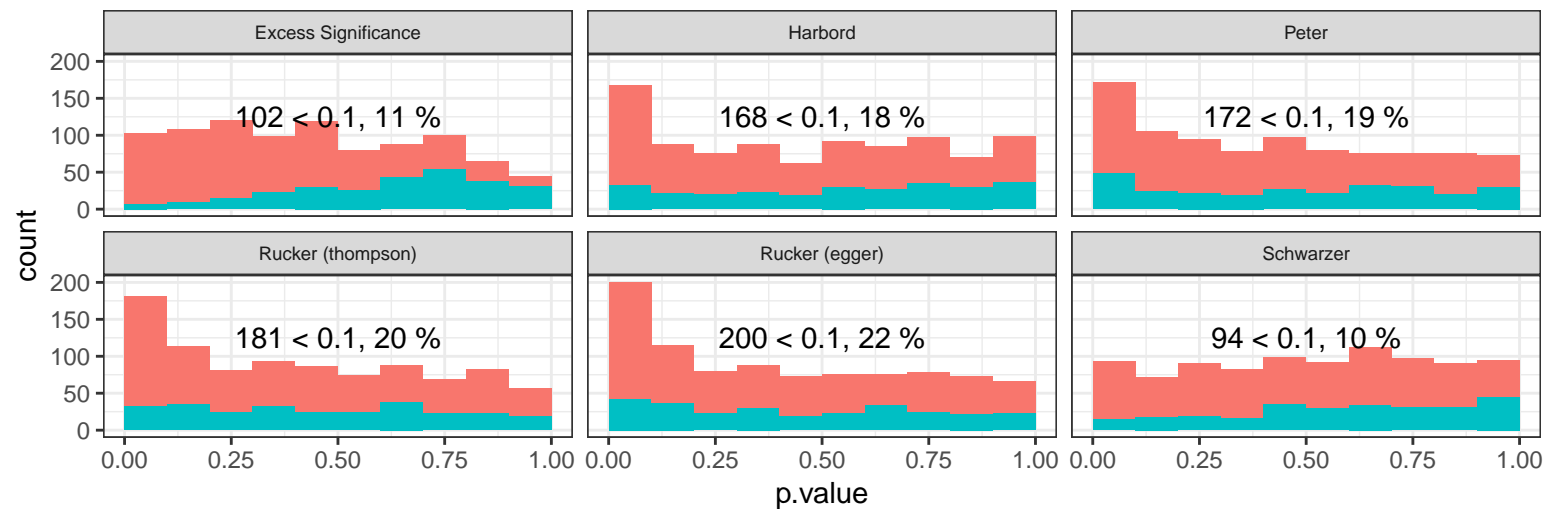 Excess Significance
Harbord
Peter
200
150
100
50
0
102 < 0.1, 11 %
168 < 0.1, 18 %
172 < 0.1, 19 %
count
Rucker (thompson)
Rucker (egger)
Schwarzer
200
150
100
50
0
181 < 0.1, 20 %
200 < 0.1, 22 %
94 < 0.1, 10 %
0.00 0.25 0.50 0.75 1.00
0.00 0.25 0.50 0.75 1.00
0.00 0.25 0.50 0.75 1.00
p.value